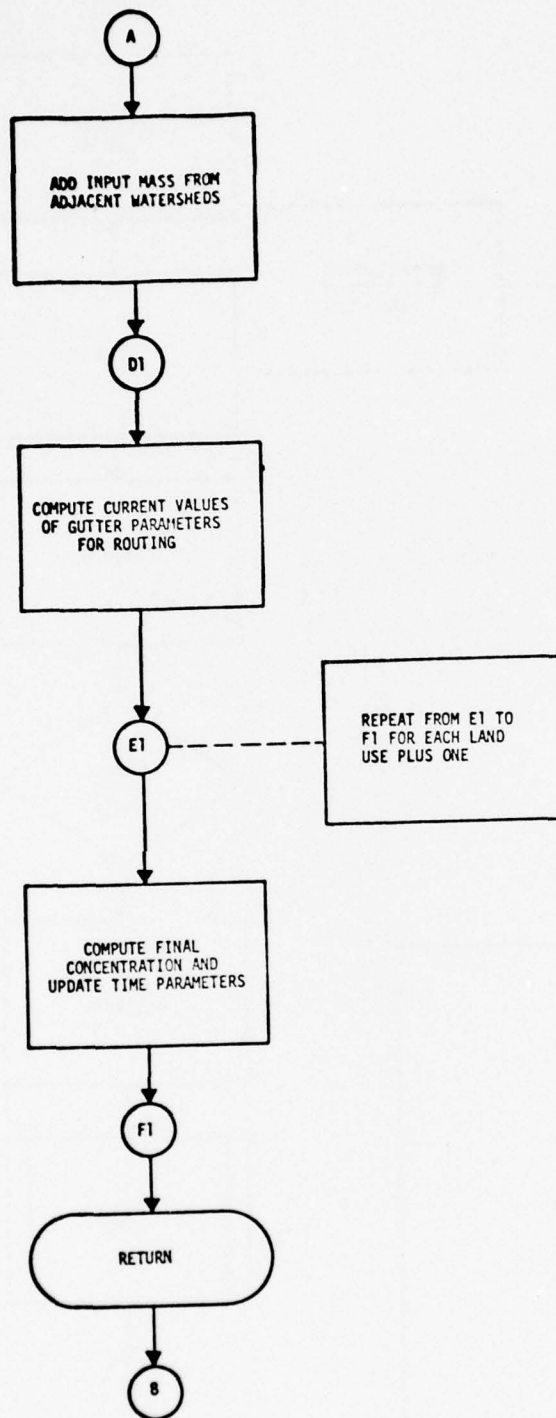 A
ADD INPUT MASS FROM
ADJACENT WATERSHEDS
D1
COMPUTE CURRENT VALUES
OF GUTTER PARAMETERS
FOR ROUTING
E1
REPEAT FROM E1 TO
F1 FOR EACH LAND
USE PLUS ONE
COMPUTE FINAL
CONCENTRATION AND
UPDATE TIME PARAMETERS
F1
RETURN
8